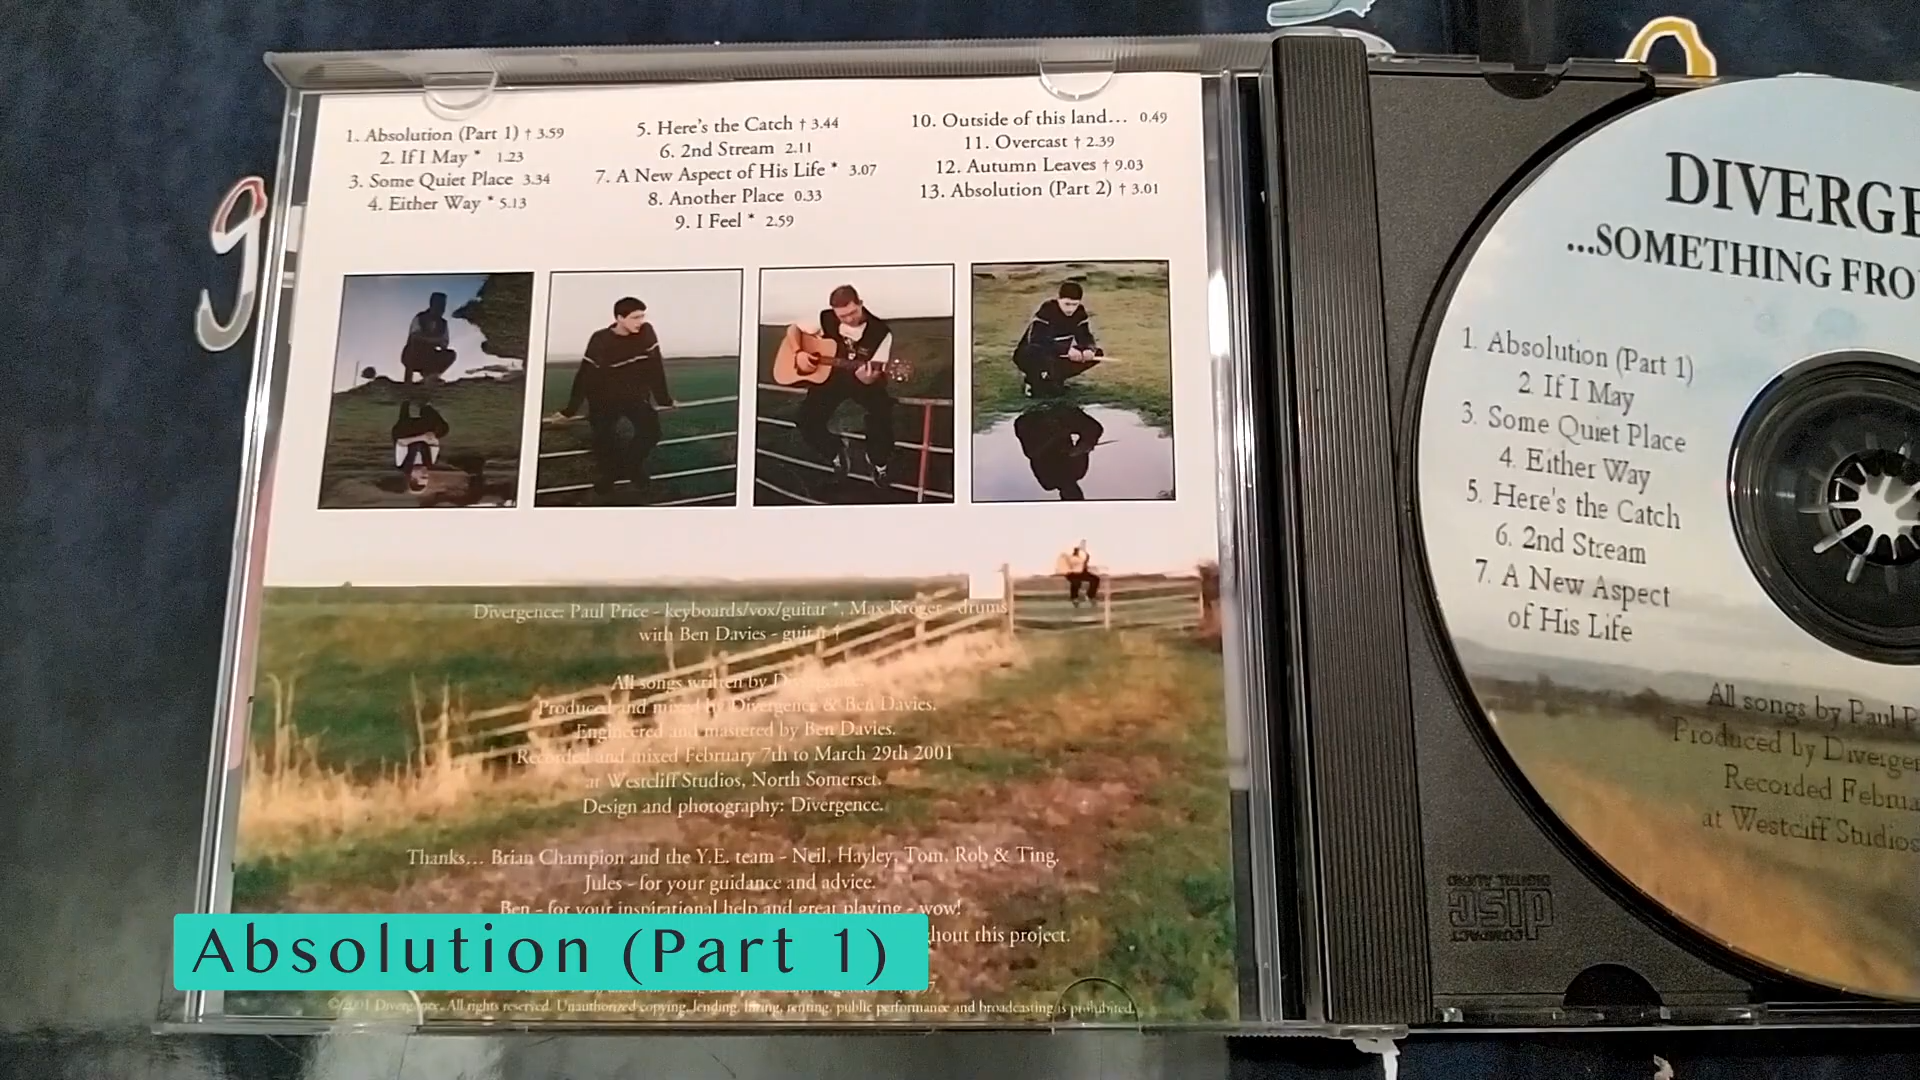 1. Absolution (Part 1) † 3.59
2. If I May * 1.23
3. Some Quiet Place 3.34
4. Either Way * 5.13
5. Here's the Catch † 3.44
6. 2nd Stream 2.11
7. A New Aspect of His Life * 3.07
8. Another Place 0.33
9. I Feel * 2.59
10. Outside of this land... 0.49
11. Overcast † 2.39
12. Autumn Leaves † 9.03
13. Absolution (Part 2) † 3.01
Divergence: Paul Price - keyboards/vox/guitar *, Max Kroger - drums
with Ben Davies - guitar †
All songs written by Divergence.
Produced and mixed by Divergence & Ben Davies.
Engineered and mastered by Ben Davies.
Recorded and mixed February 7th to March 29th 2001
at Westcliff Studios, North Somerset.
Design and photography: Divergence.
Thanks... Brian Champion and the Y.E. team - Neil, Hayley, Tom, Rob & Ting.
Jules - for your guidance and advice.
Ben - for your inspirational help and great playing - wow!
this project.
©2001 Divergence. All rights reserved. Unauthorized copying, lending, hiring, renting, public performance and broadcasting is prohibited.
Absolution (Part 1)
DIVERGE
...SOMETHING FRO
1. Absolution (Part 1)
2. If I May
3. Some Quiet Place
4. Either Way
5. Here's the Catch
6. 2nd Stream
7. A New Aspect
of His Life
All songs by Paul P
Produced by Diverge
Recorded Februa
at Westcliff Studios
COMPACT
disc
DIGITAL AUDIO